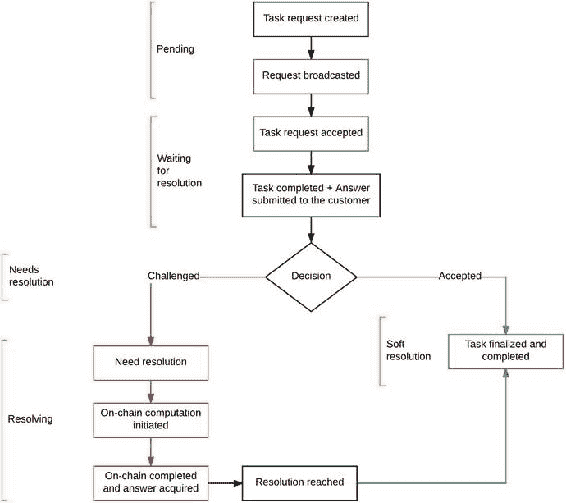 Task request created
Pending
Request broadcasted
Task request accepted
Waiting
for
resolution
Task completed + Answer
submitted to the customer
Needs
resolution
Challenged
Decision
Accepted
Soft
resolution
Task finalized and
completed
Need resolution
Resolving
On-chain computation
initiated
On-chain completed
and answer acquired
Resolution reached